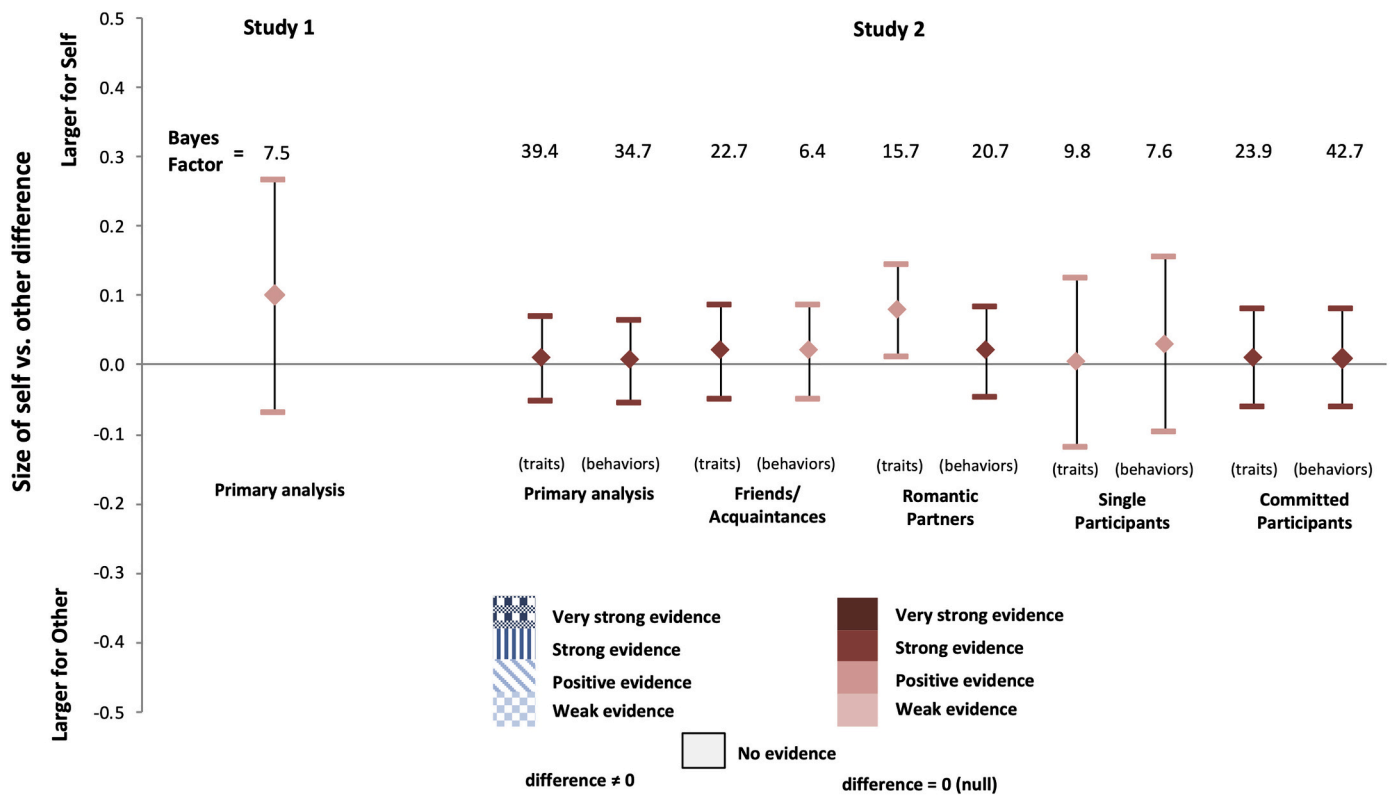 Study 1
Study 2
Larger for Self
Size of self vs. other difference
Larger for Other
0.5
0.4
0.3
0.2
0.1
0.0
-0.1
-0.2
-0.3
-0.4
-0.5
Bayes
Factor = 7.5
39.4 34.7 22.7 6.4 15.7 20.7 9.8 7.6 23.9 42.7
(traits) (behaviors) (traits) (behaviors) (traits) (behaviors) (traits) (behaviors) (traits) (behaviors)
Primary analysis
Primary analysis
Friends/
Acquaintances
Romantic
Partners
Single
Participants
Committed
Participants
Very strong evidence
Strong evidence
Positive evidence
Weak evidence
Very strong evidence
Strong evidence
Positive evidence
Weak evidence
No evidence
difference ≠ 0
difference = 0 (null)